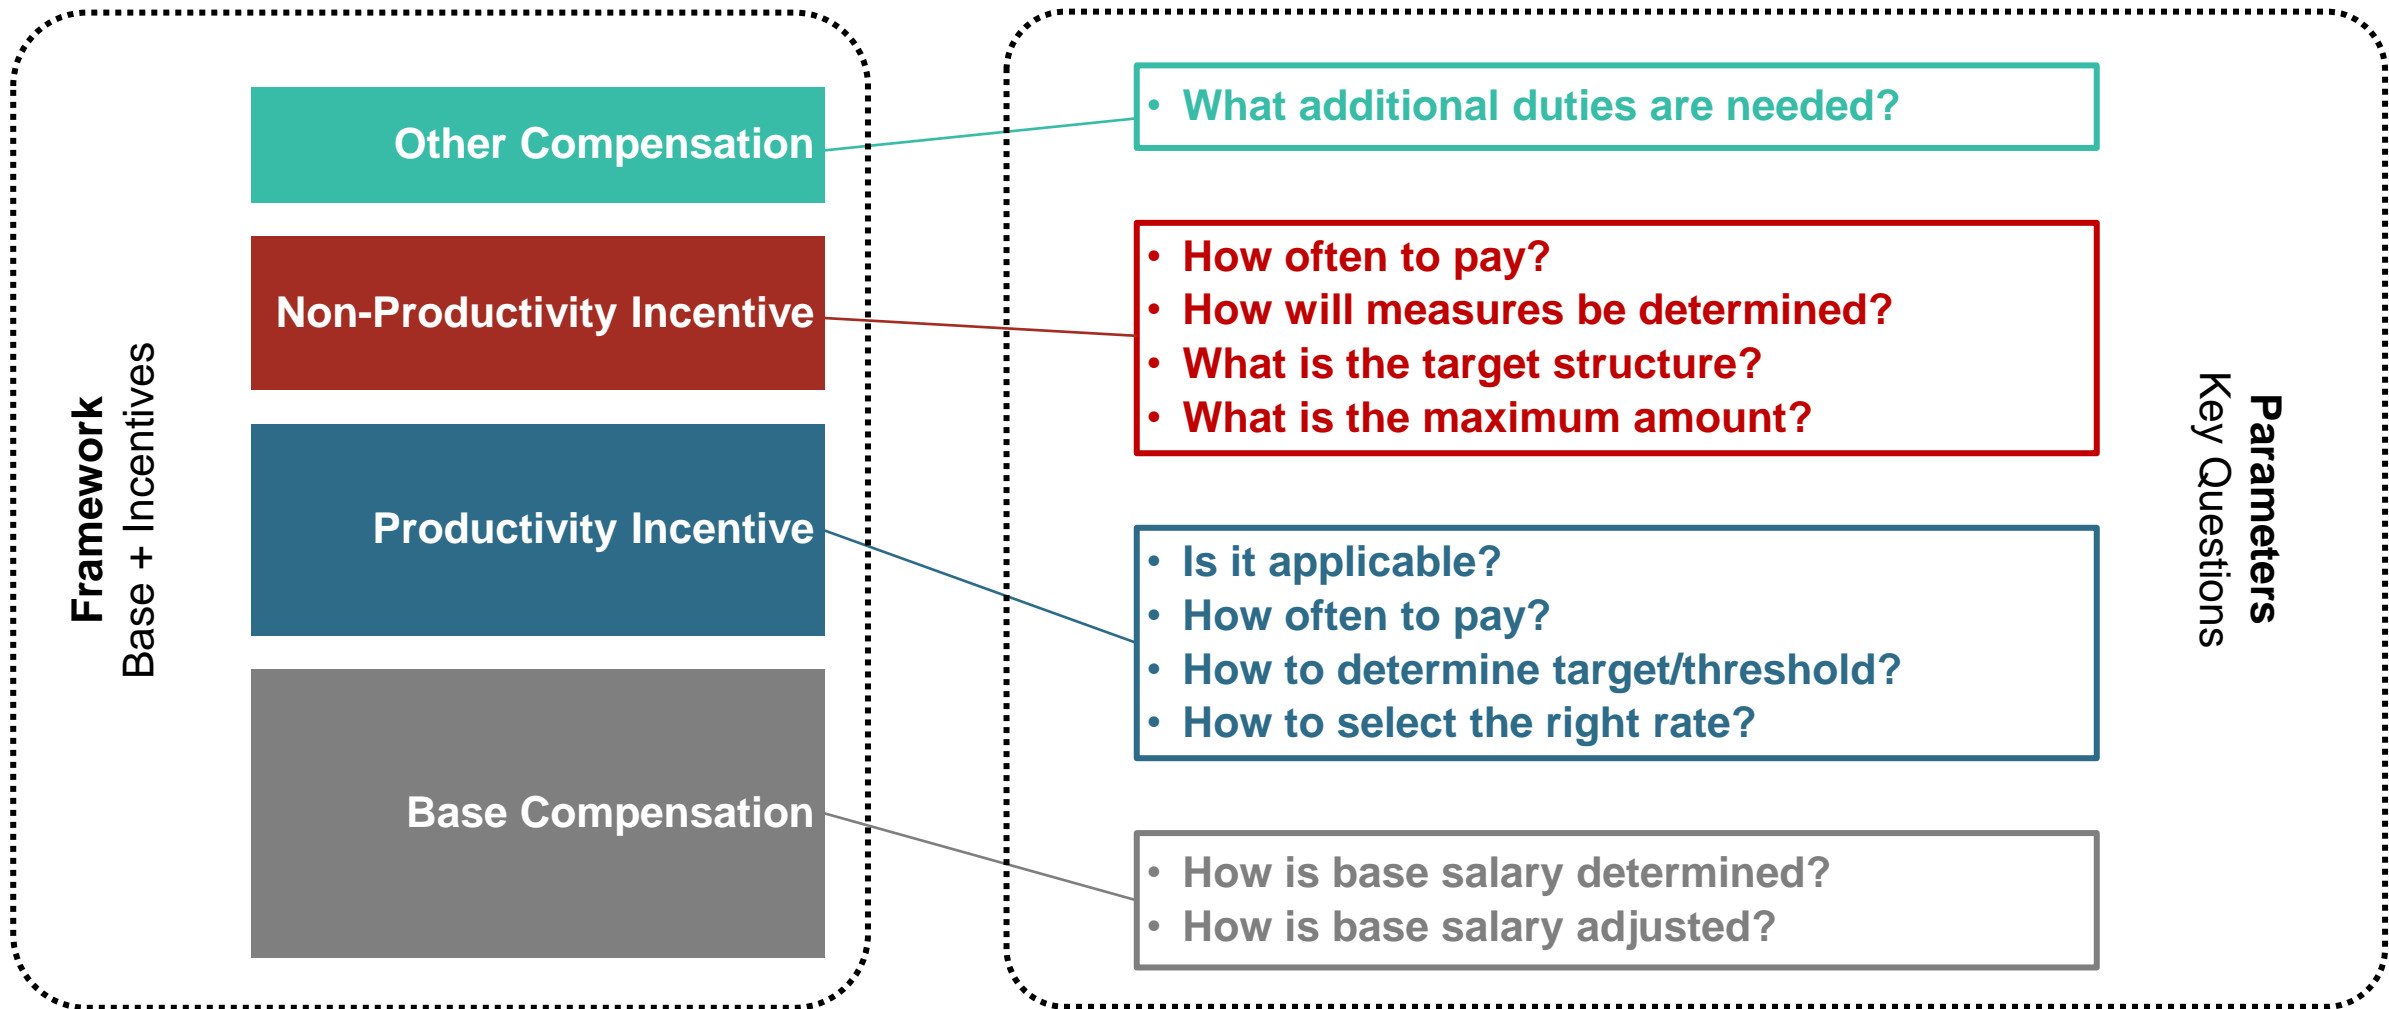 Framework
Base + Incentives
Other Compensation
Non-Productivity Incentive
Productivity Incentive
Base Compensation
• What additional duties are needed?
• How often to pay?
• How will measures be determined?
• What is the target structure?
• What is the maximum amount?
• Is it applicable?
• How often to pay?
• How to determine target/threshold?
• How to select the right rate?
• How is base salary determined?
• How is base salary adjusted?
Parameters
Key Questions